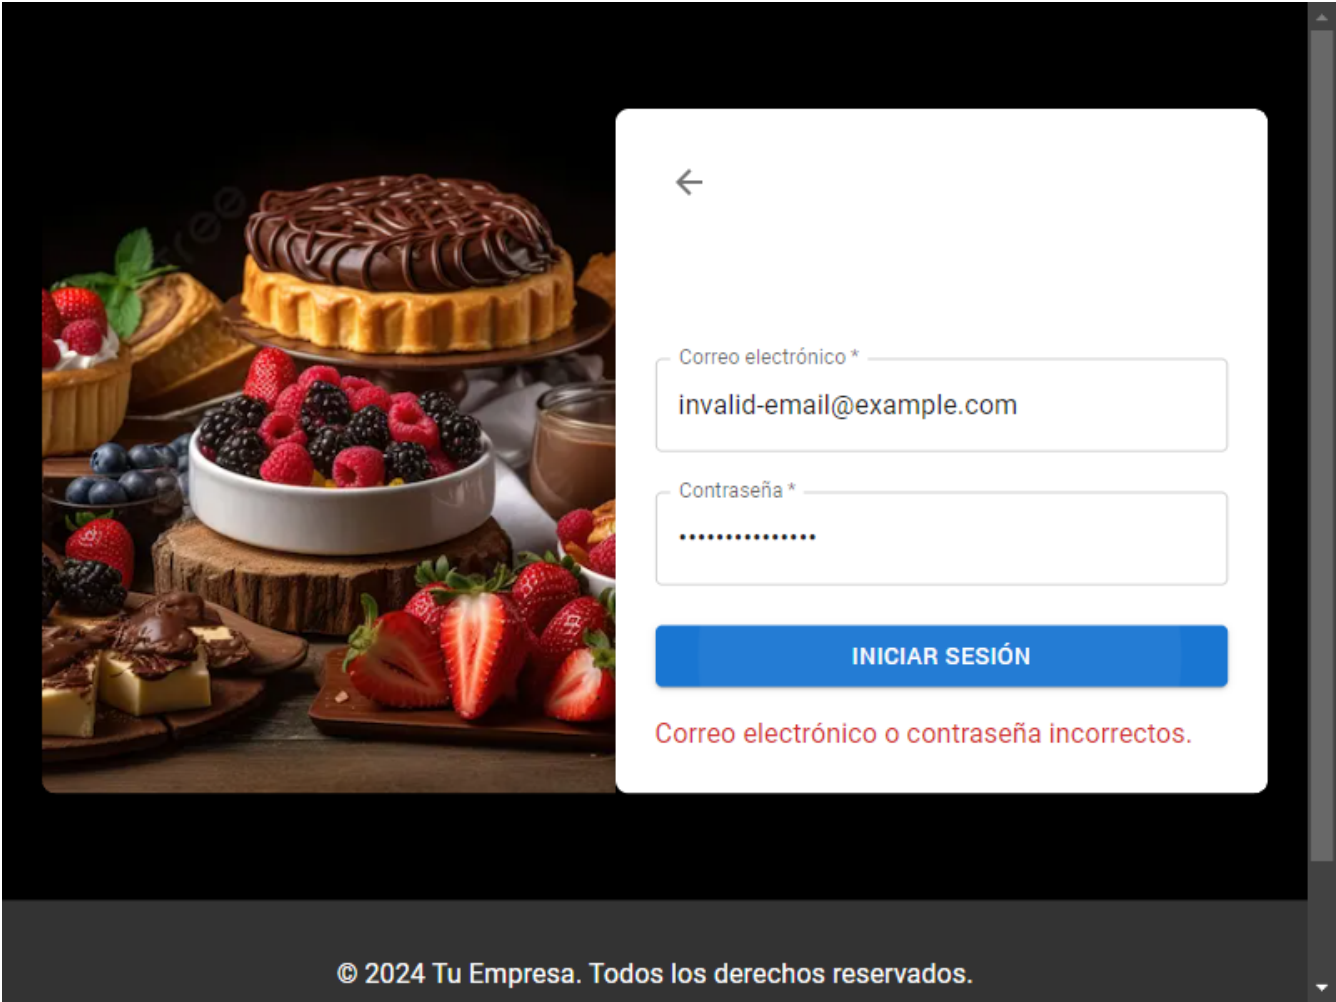 Free
Correo electrónico *
invalid-email@example.com
Contraseña *
•••••••••••••••
INICIAR SESIÓN
Correo electrónico o contraseña incorrectos.
© 2024 Tu Empresa. Todos los derechos reservados.